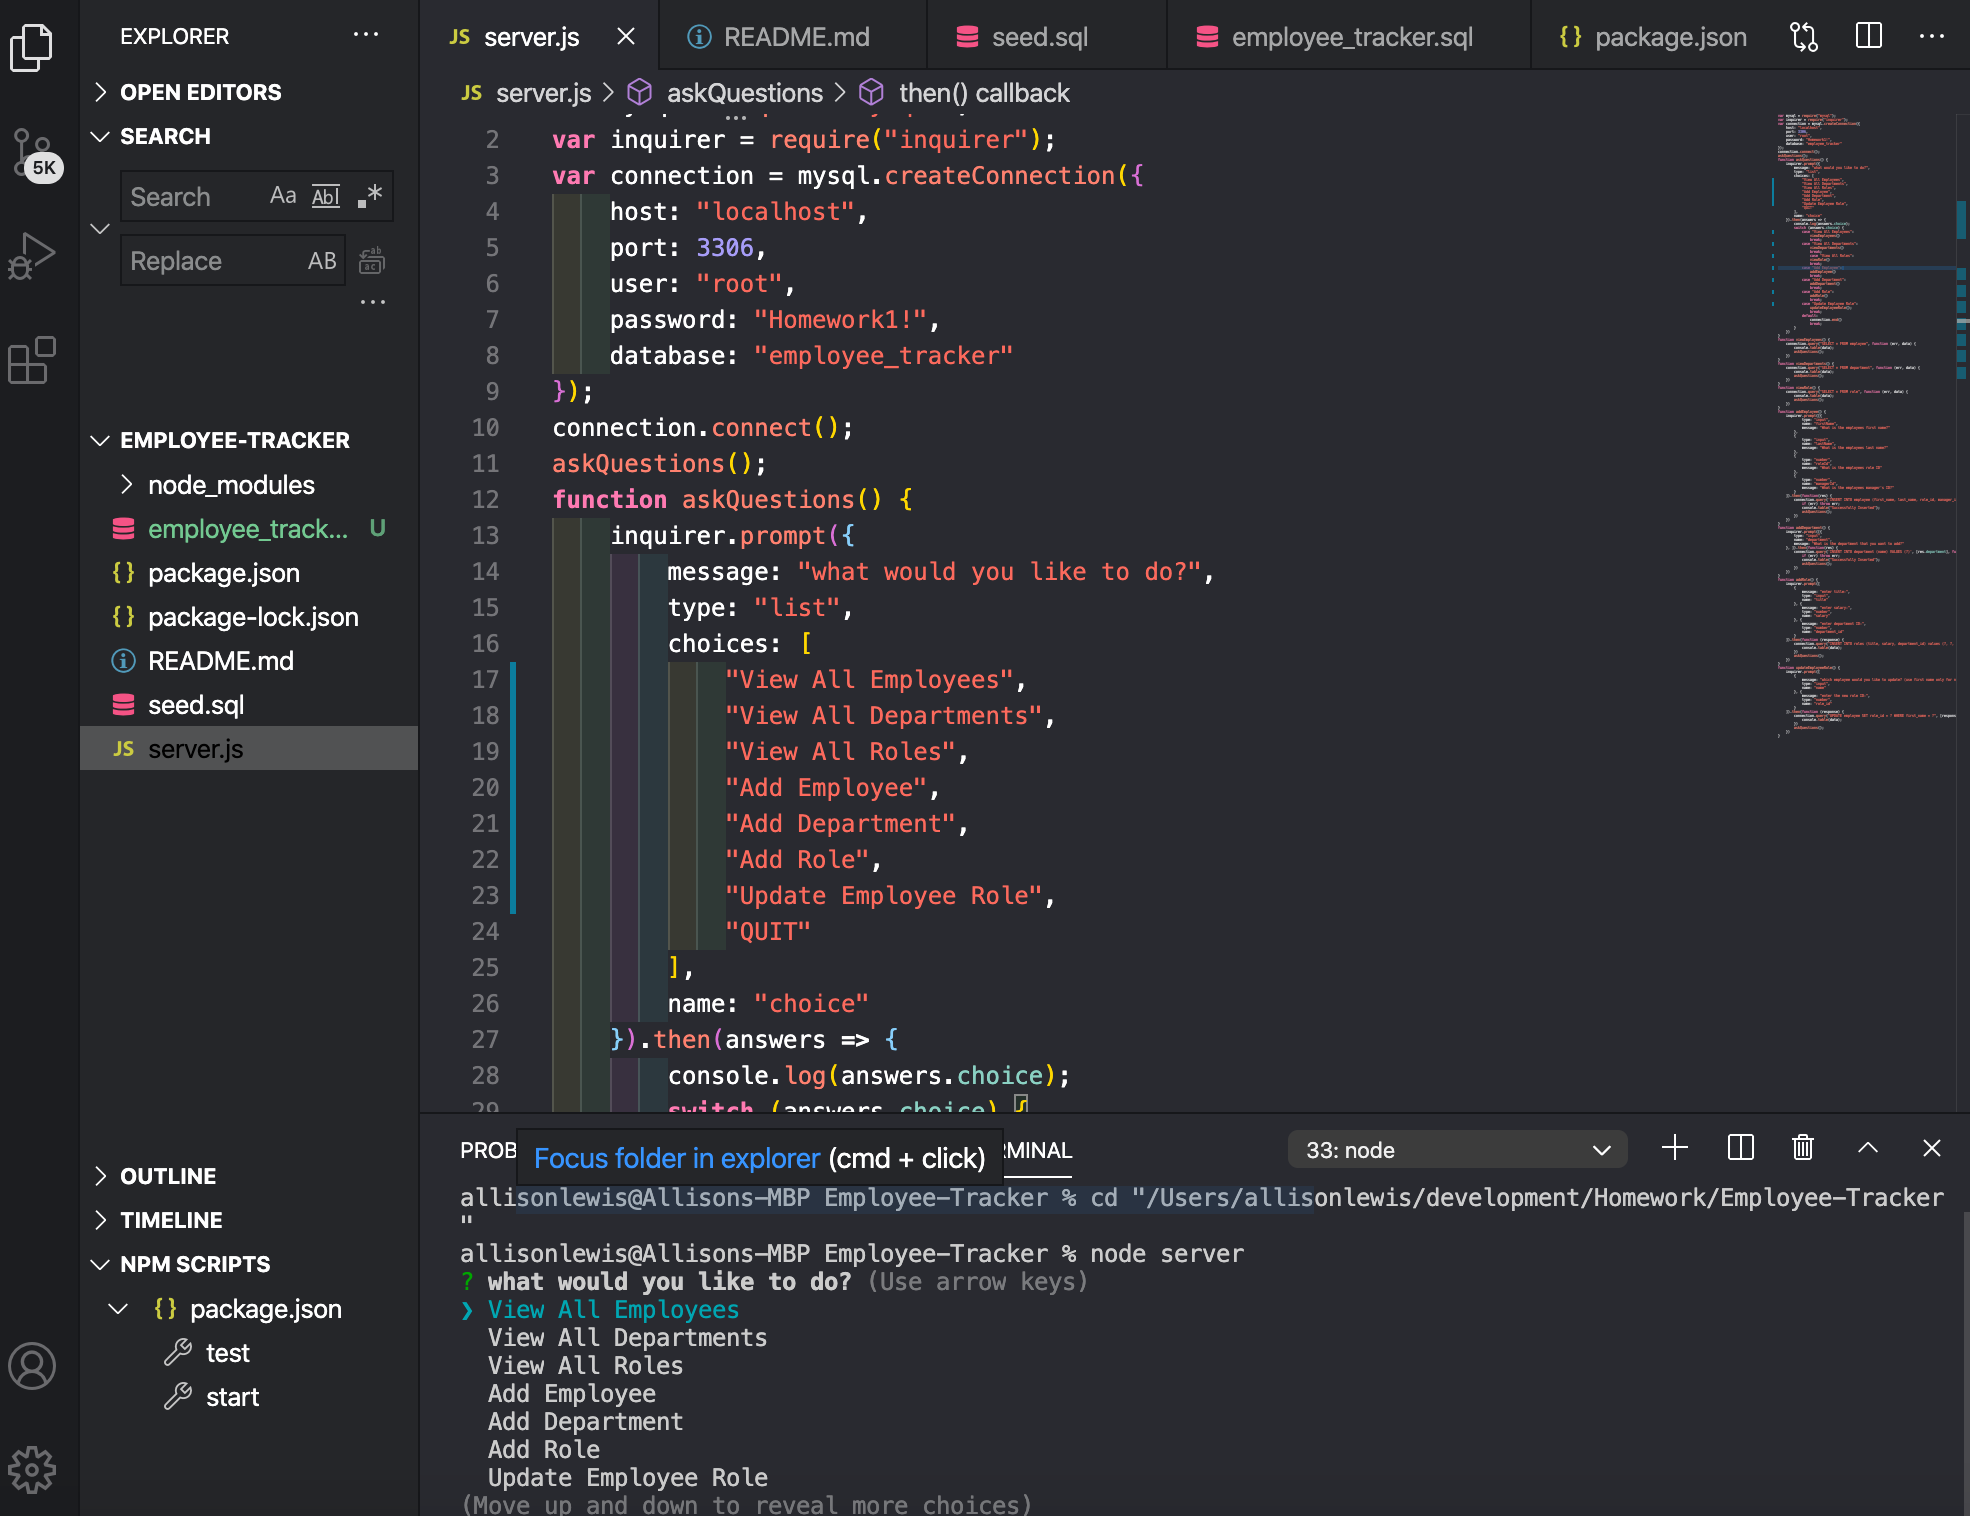 EXPLORER
OPEN EDITORS
SEARCH
Search Aa Abl .*
Replace AB
5K
EMPLOYEE-TRACKER
node_modules
employee_track... U
package.json
package-lock.json
README.md
seed.sql
JS server.js
OUTLINE
TIMELINE
NPM SCRIPTS
package.json
test
start
JS server.js
README.md
seed.sql
employee_tracker.sql
package.json
JS server.js > askQuestions > then() callback
2 var inquirer = require("inquirer");
3 var connection = mysql.createConnection({
4 host: "localhost",
5 port: 3306,
6 user: "root",
7 password: "Homework1!",
8 database: "employee_tracker"
9 });
10 connection.connect();
11 askQuestions();
12 function askQuestions() {
13 inquirer.prompt({
14 message: "what would you like to do?",
15 type: "list",
16 choices: [
17 "View All Employees",
18 "View All Departments",
19 "View All Roles",
20 "Add Employee",
21 "Add Department",
22 "Add Role",
23 "Update Employee Role",
24 "QUIT"
25 ],
26 name: "choice"
27 }).then(answers => {
28 console.log(answers.choice);
29 switch (answers.choice) {
PROB
Focus folder in explorer (cmd + click)
RMINAL
33: node
allisonlewis@Allisons-MBP Employee-Tracker % cd "/Users/allisonlewis/development/Homework/Employee-Tracker
"
allisonlewis@Allisons-MBP Employee-Tracker % node server
? what would you like to do? (Use arrow keys)
❯ View All Employees
View All Departments
View All Roles
Add Employee
Add Department
Add Role
Update Employee Role
(Move up and down to reveal more choices)